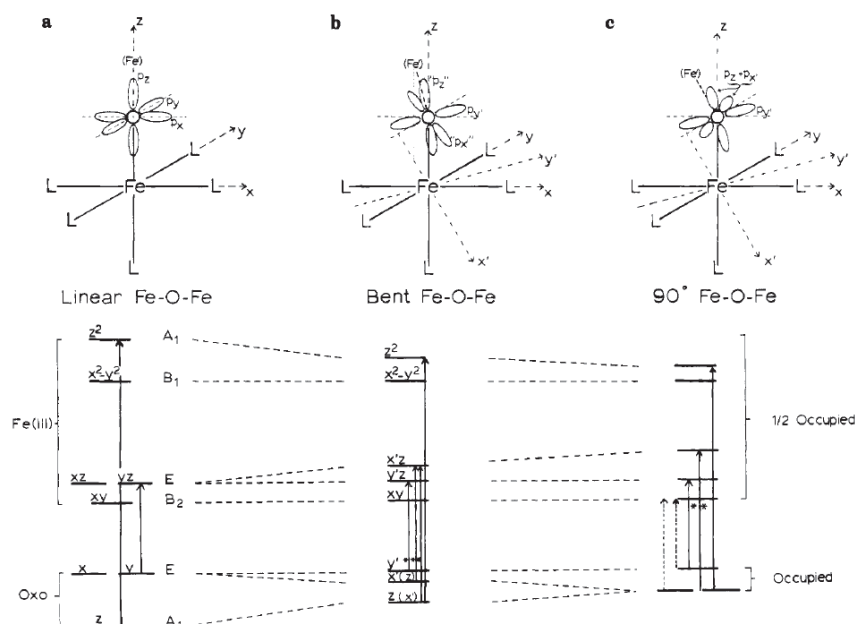 a b c
z z z
(Fe) pz py px
(Fe) "pz" py' "px"
(Fe) pz+px' py'
L y L y y' L y y'
L Fe L x L Fe L x L Fe L x
L L L
L L x' L x'
Linear Fe-O-Fe Bent Fe-O-Fe 90° Fe-O-Fe
z² A₁ z²
x²-y² B₁ x²-y²
Fe(III) 1/2 Occupied
xz yz E x'z
y'z
xy B₂ xy
* * * * *
x y E y'
x'(z) Occupied
Oxo
z A₁ z(x')